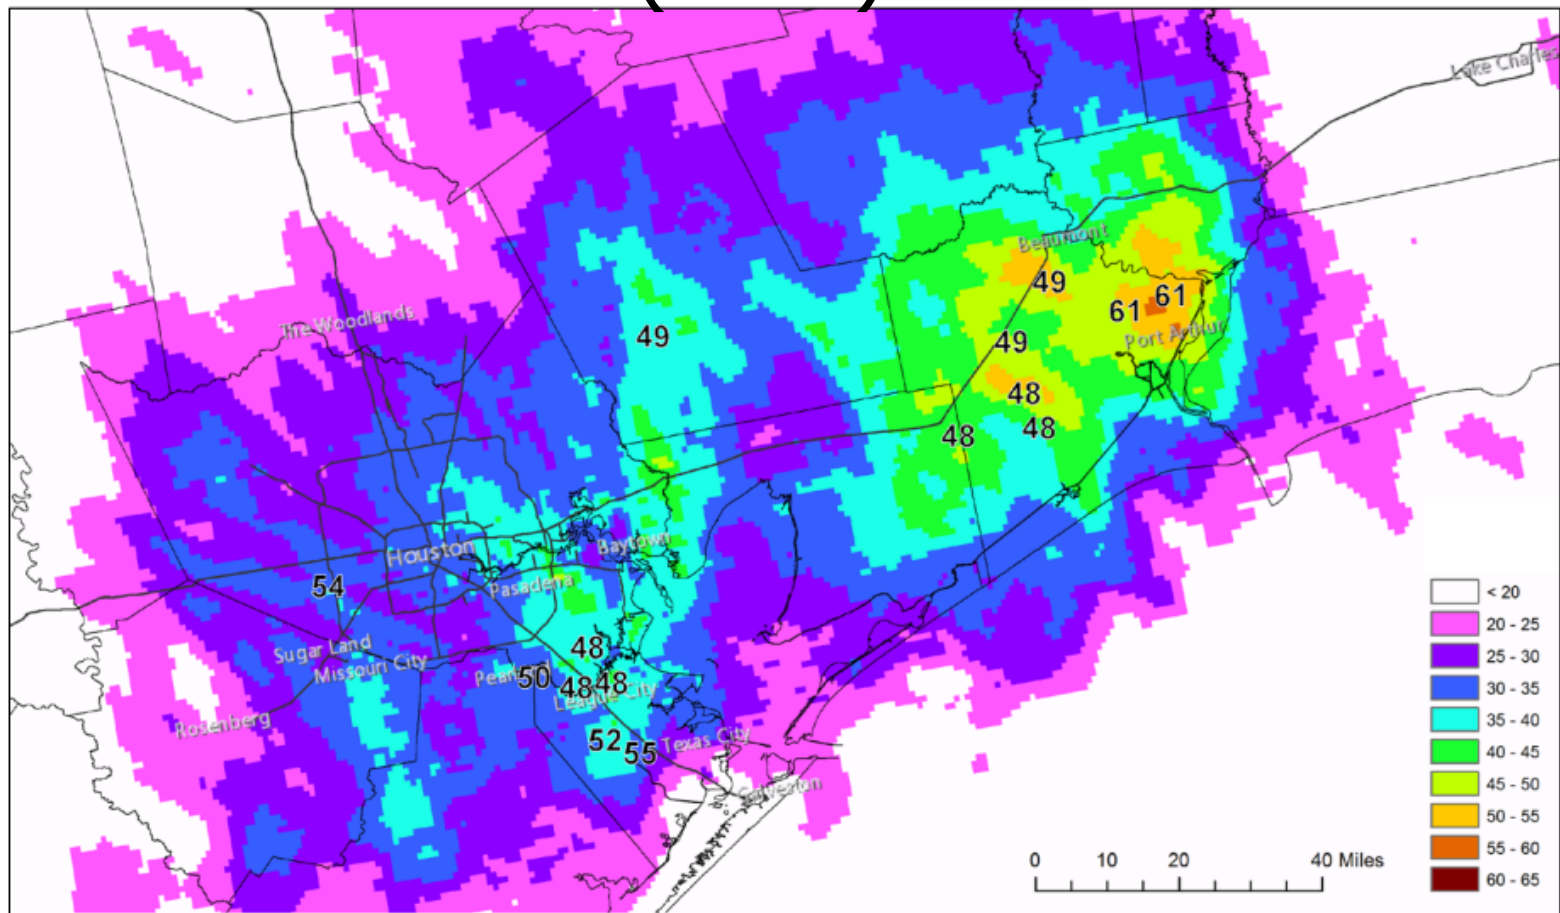 Lake Charles
Beaumont
49
61
61
The Woodlands
49
49
Port Arthur
48
48
48
Houston
Baytown
54
Pasadena
Sugar Land
48
Missouri City
Pearland
50
48
48
League City
Rosenberg
52
55
Texas City
Galveston
< 20
20 - 25
25 - 30
30 - 35
35 - 40
40 - 45
45 - 50
50 - 55
55 - 60
60 - 65
0 10 20 40 Miles